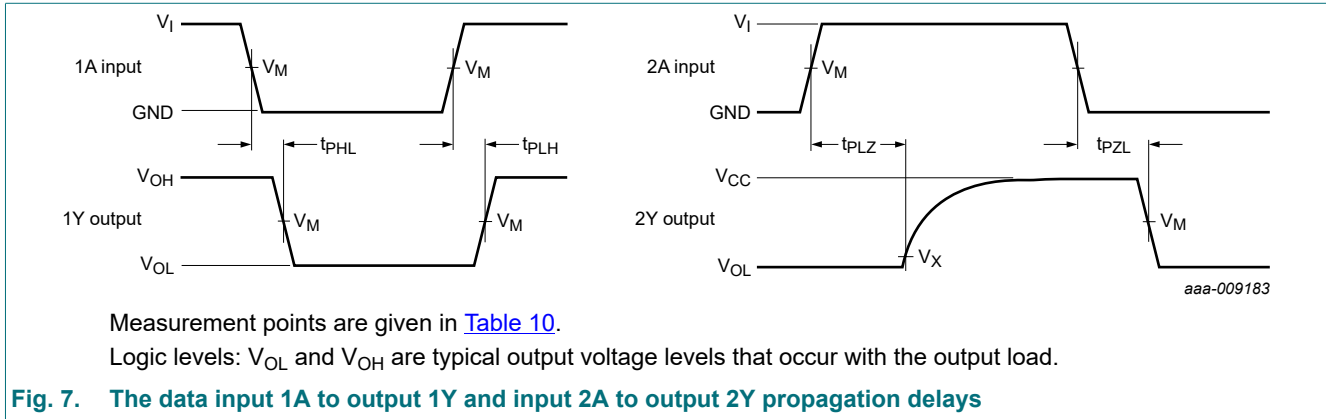 V_I
1A input
V_M
V_M
GND
t_PHL
t_PLH
V_OH
1Y output
V_M
V_M
V_OL
V_I
2A input
V_M
GND
t_PLZ
t_PZL
V_CC
2Y output
V_M
V_OL
V_X
aaa-009183
Measurement points are given in Table 10.
Logic levels: V_OL and V_OH are typical output voltage levels that occur with the output load.
Fig. 7. The data input 1A to output 1Y and input 2A to output 2Y propagation delays